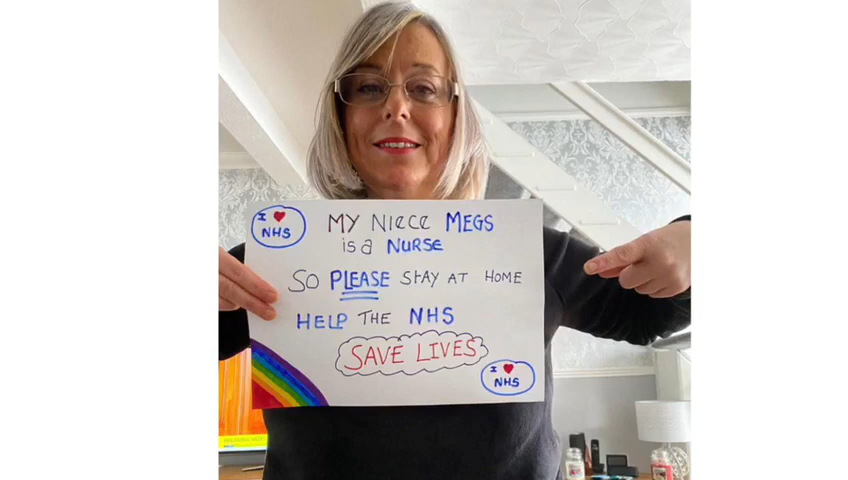 I ❤ NHS
MY NIECE MEGS
is a NURSE
SO PLEASE STAY AT HOME
HELP THE NHS
SAVE LIVES
I ❤ NHS